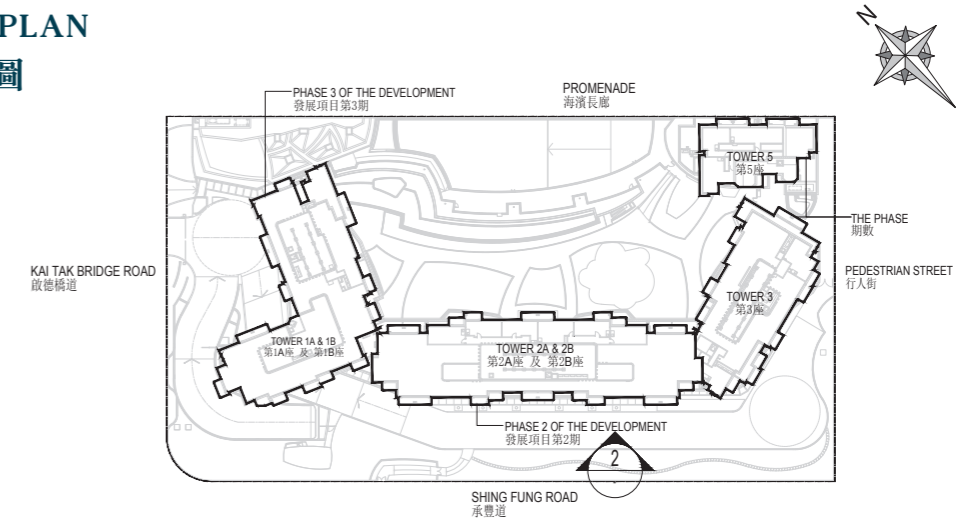 PLAN
圖
N
PHASE 3 OF THE DEVELOPMENT
發展項目第3期
PROMENADE
海濱長廊
TOWER 5
第5座
THE PHASE
期數
KAI TAK BRIDGE ROAD
啟德橋道
PEDESTRIAN STREET
行人街
TOWER 3
第3座
TOWER 1A & 1B
第1A座 及 第1B座
TOWER 2A & 2B
第2A座 及 第2B座
PHASE 2 OF THE DEVELOPMENT
發展項目第2期
2
SHING FUNG ROAD
承豐道